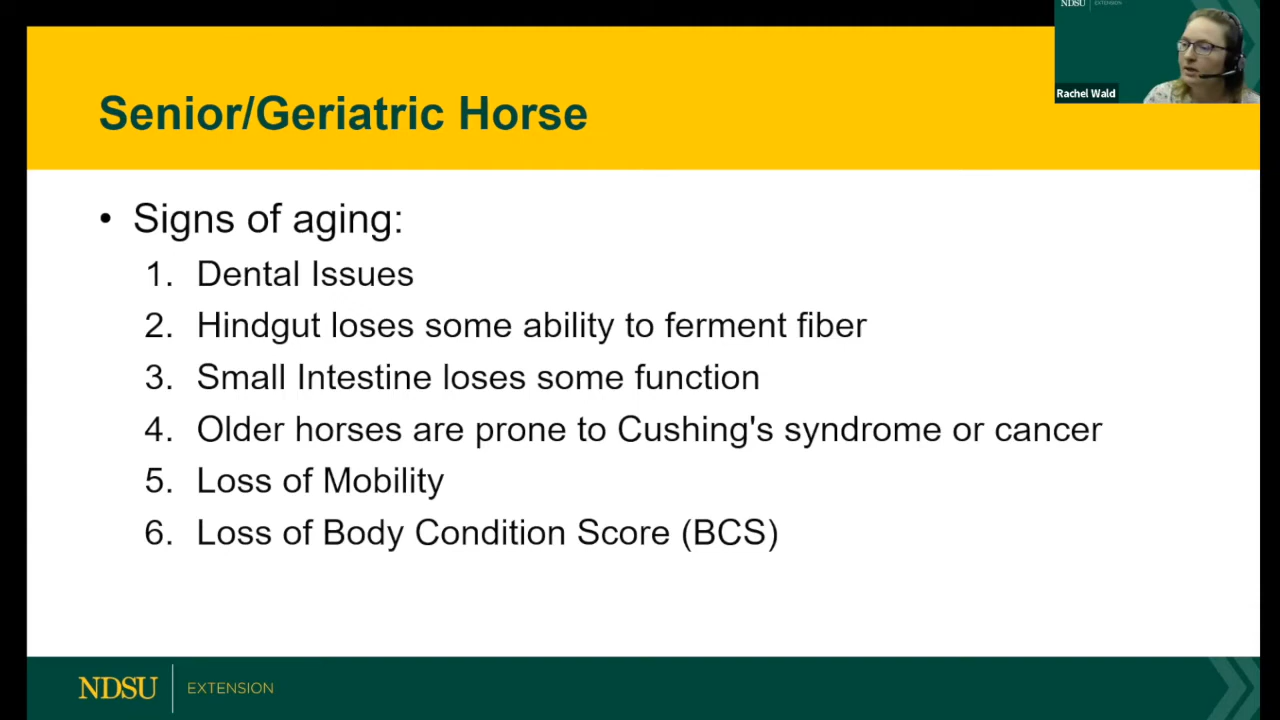 NDSU EXTENSION
Rachel Wald
Senior/Geriatric Horse
• Signs of aging:
1. Dental Issues
2. Hindgut loses some ability to ferment fiber
3. Small Intestine loses some function
4. Older horses are prone to Cushing's syndrome or cancer
5. Loss of Mobility
6. Loss of Body Condition Score (BCS)
NDSU EXTENSION